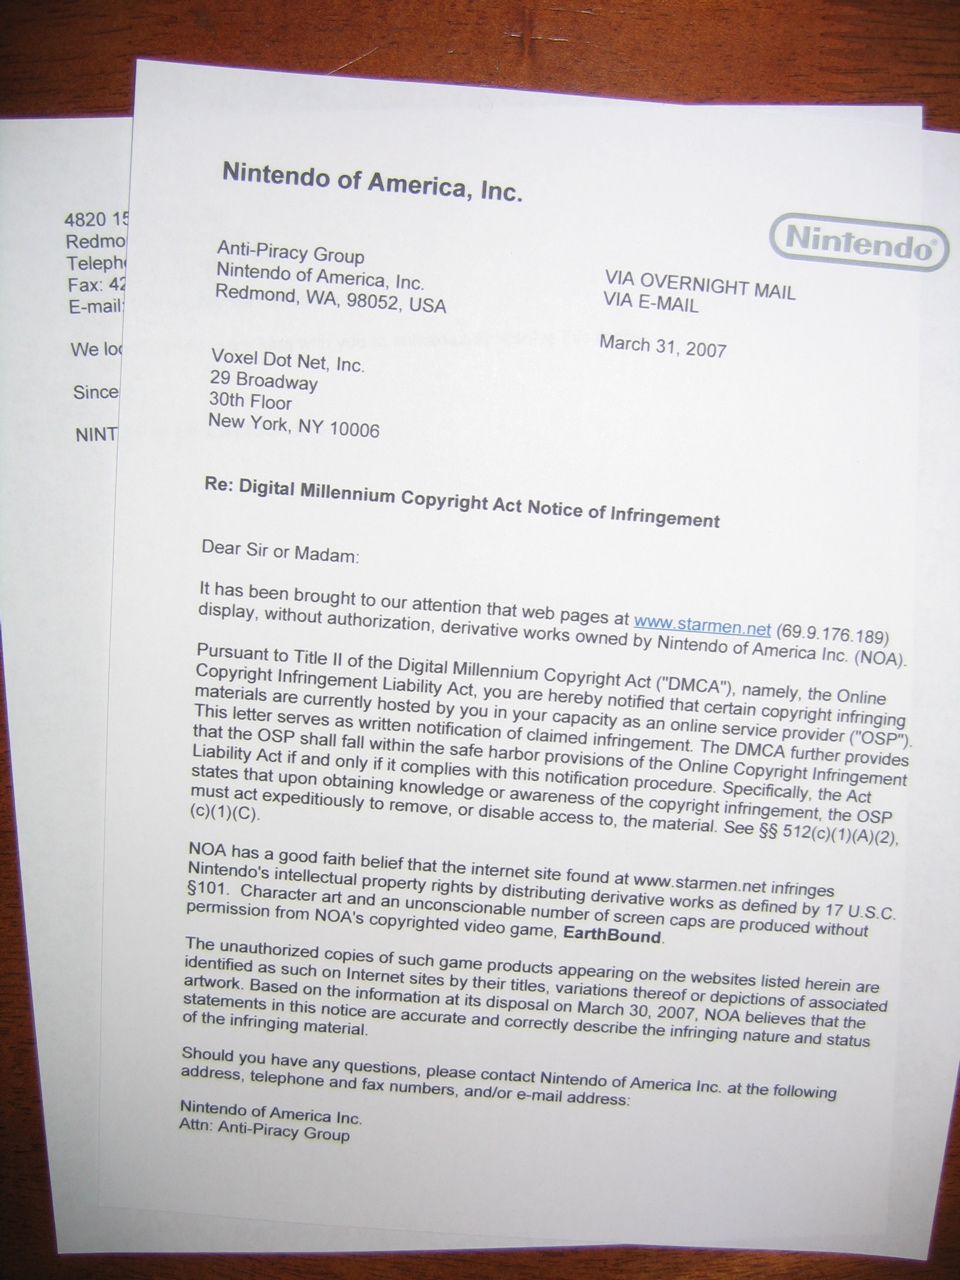 Nintendo of America, Inc.
Nintendo®
Anti-Piracy Group
Nintendo of America, Inc.
Redmond, WA, 98052, USA
VIA OVERNIGHT MAIL
VIA E-MAIL
March 31, 2007
Voxel Dot Net, Inc.
29 Broadway
30th Floor
New York, NY 10006
Re: Digital Millennium Copyright Act Notice of Infringement
Dear Sir or Madam:
It has been brought to our attention that web pages at www.starmen.net (69.9.176.189)
display, without authorization, derivative works owned by Nintendo of America Inc. (NOA).
Pursuant to Title II of the Digital Millennium Copyright Act ("DMCA"), namely, the Online
Copyright Infringement Liability Act, you are hereby notified that certain copyright infringing
materials are currently hosted by you in your capacity as an online service provider ("OSP").
This letter serves as written notification of claimed infringement. The DMCA further provides
that the OSP shall fall within the safe harbor provisions of the Online Copyright Infringement
Liability Act if and only if it complies with this notification procedure. Specifically, the Act
states that upon obtaining knowledge or awareness of the copyright infringement, the OSP
must act expeditiously to remove, or disable access to, the material. See §§ 512(c)(1)(A)(2),
(c)(1)(C).
NOA has a good faith belief that the internet site found at www.starmen.net infringes
Nintendo's intellectual property rights by distributing derivative works as defined by 17 U.S.C.
§101. Character art and an unconscionable number of screen caps are produced without
permission from NOA's copyrighted video game, EarthBound.
The unauthorized copies of such game products appearing on the websites listed herein are
identified as such on Internet sites by their titles, variations thereof or depictions of associated
artwork. Based on the information at its disposal on March 30, 2007, NOA believes that the
statements in this notice are accurate and correctly describe the infringing nature and status
of the infringing material.
Should you have any questions, please contact Nintendo of America Inc. at the following
address, telephone and fax numbers, and/or e-mail address:
Nintendo of America Inc.
Attn: Anti-Piracy Group
4820 15
Redmo
Teleph
Fax: 42
E-mail:
We loo
Since
NINT